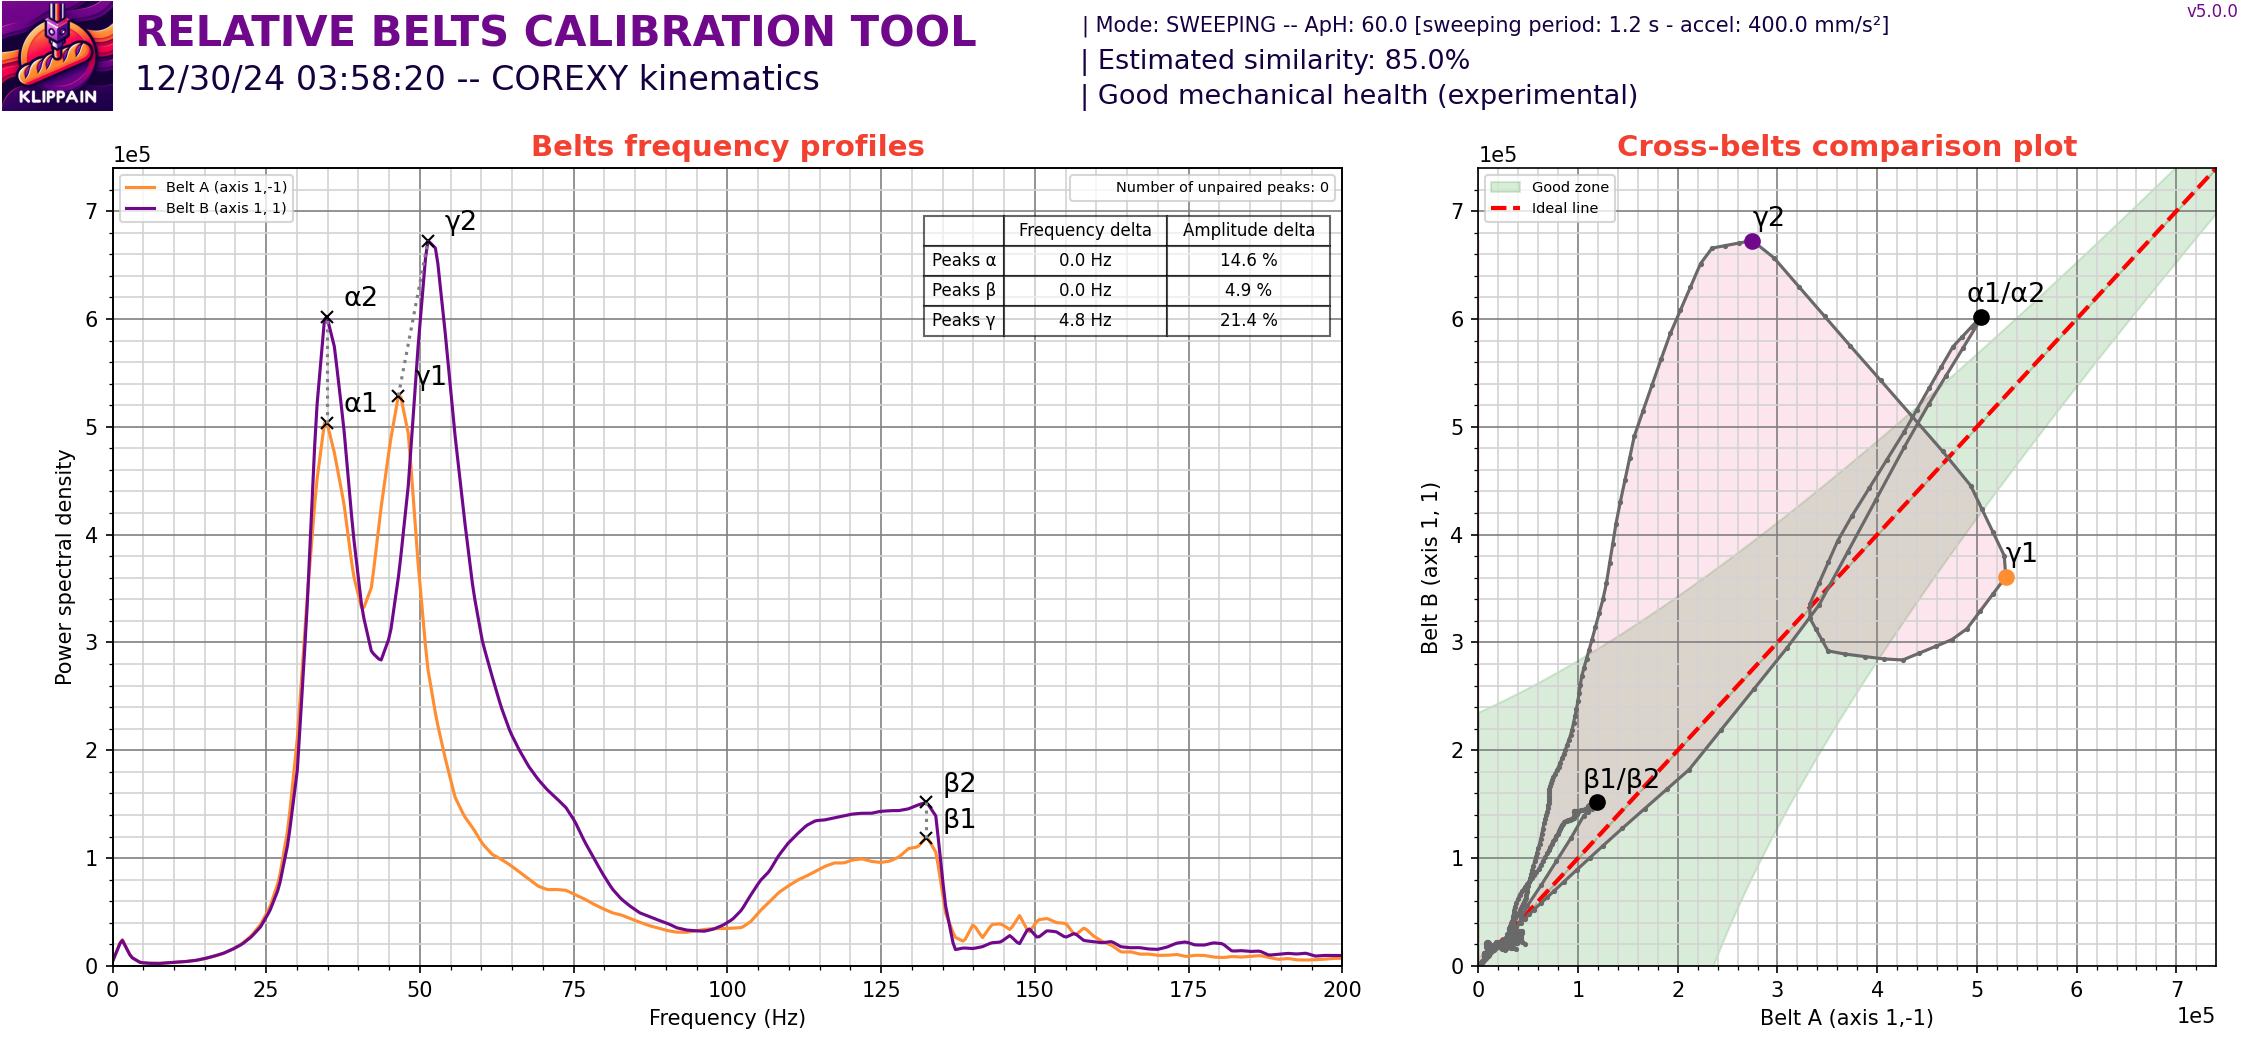 KLIPPAIN
RELATIVE BELTS CALIBRATION TOOL
12/30/24 03:58:20 -- COREXY kinematics
| Mode: SWEEPING -- ApH: 60.0 [sweeping period: 1.2 s - accel: 400.0 mm/s²]
| Estimated similarity: 85.0%
| Good mechanical health (experimental)
v5.0.0
Belts frequency profiles
1e5
Belt A (axis 1,-1)
Belt B (axis 1, 1)
Number of unpaired peaks: 0
Frequency delta Amplitude delta
Peaks α 0.0 Hz 14.6 %
Peaks β 0.0 Hz 4.9 %
Peaks γ 4.8 Hz 21.4 %
γ2
α2
γ1
α1
β2
β1
7
6
5
4
3
2
1
0
Power spectral density
0 25 50 75 100 125 150 175 200
Frequency (Hz)
Cross-belts comparison plot
1e5
Good zone
Ideal line
γ2
α1/α2
γ1
β1/β2
7
6
5
4
3
2
1
0
Belt B (axis 1, 1)
0 1 2 3 4 5 6 7
1e5
Belt A (axis 1,-1)